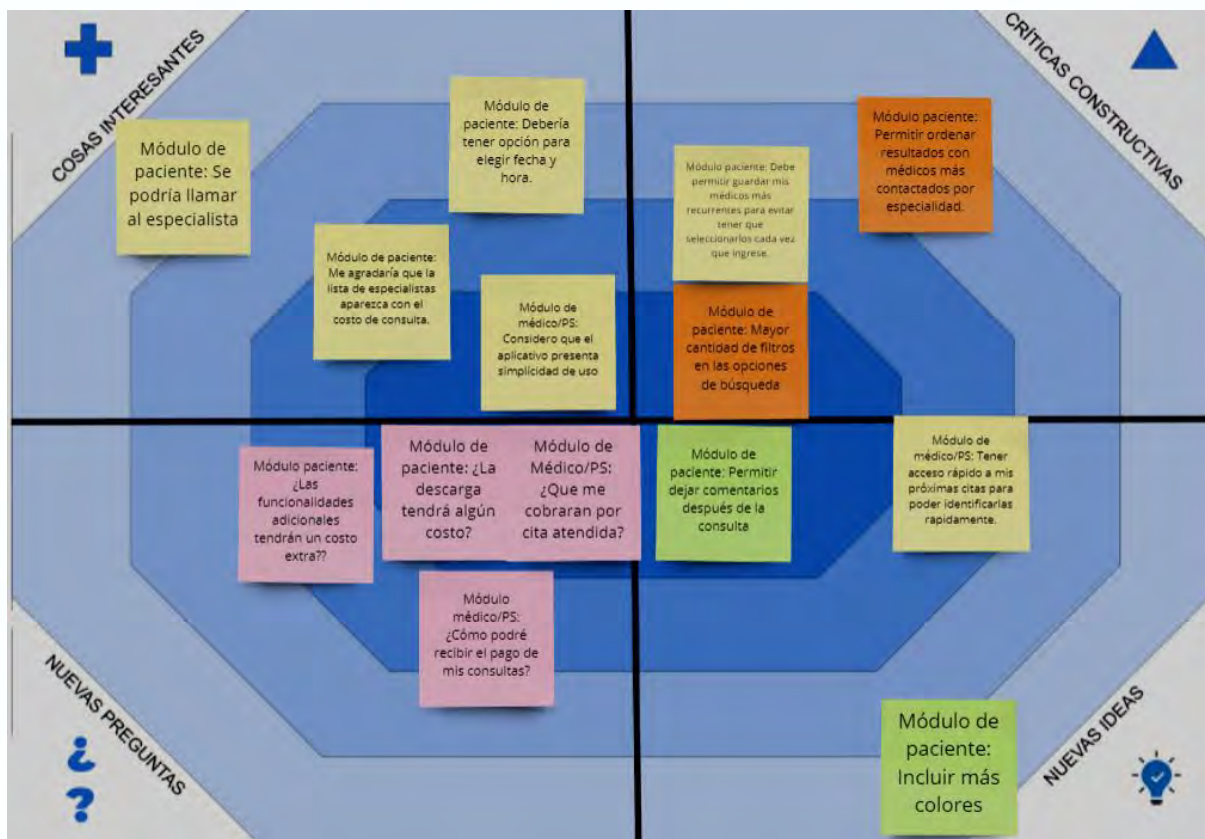 COSAS INTERESANTES
Módulo de
paciente: Se
podría llamar
al especialista
Módulo de
paciente: Debería
tener opción para
elegir fecha y
hora.
Módulo de paciente:
Me agradaría que la
lista de especialistas
aparezca con el
costo de consulta.
Módulo de
médico/PS:
Considero que el
aplicativo presenta
simplicidad de uso
CRÍTICAS CONSTRUCTIVAS
Módulo paciente: Debe
permitir guardar mis
médicos más
recurrentes para evitar
tener que
seleccionarlos cada vez
que ingrese.
Módulo paciente:
Permitir ordenar
resultados con
médicos más
contactados por
especialidad.
Módulo de
paciente: Mayor
cantidad de filtros
en las opciones
de búsqueda
NUEVAS PREGUNTAS
¿
?
Módulo paciente:
¿Las
funcionalidades
adicionales
tendrán un costo
extra??
Módulo de
paciente: ¿La
descarga
tendrá algún
costo?
Módulo de
Médico/PS:
¿Que me
cobraran por
cita atendida?
Módulo
médico/PS:
¿Cómo podré
recibir el pago de
mis consultas?
NUEVAS IDEAS
Módulo de
paciente: Permitir
dejar comentarios
después de la
consulta
Módulo de
médico/PS: Tener
acceso rápido a mis
próximas citas para
poder identificarlas
rapidamente.
Módulo de
paciente:
Incluir más
colores